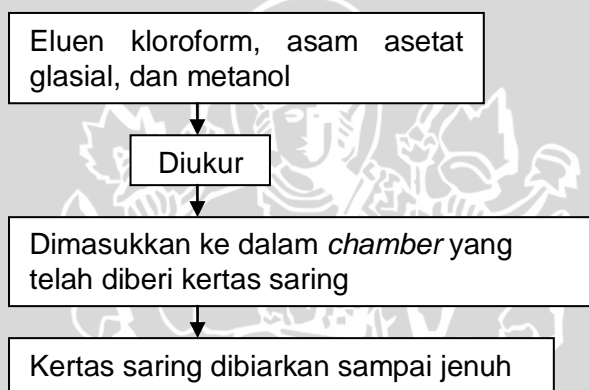 Eluen kloroform, asam asetat
glasial, dan metanol
Diukur
Dimasukkan ke dalam chamber yang
telah diberi kertas saring
Kertas saring dibiarkan sampai jenuh